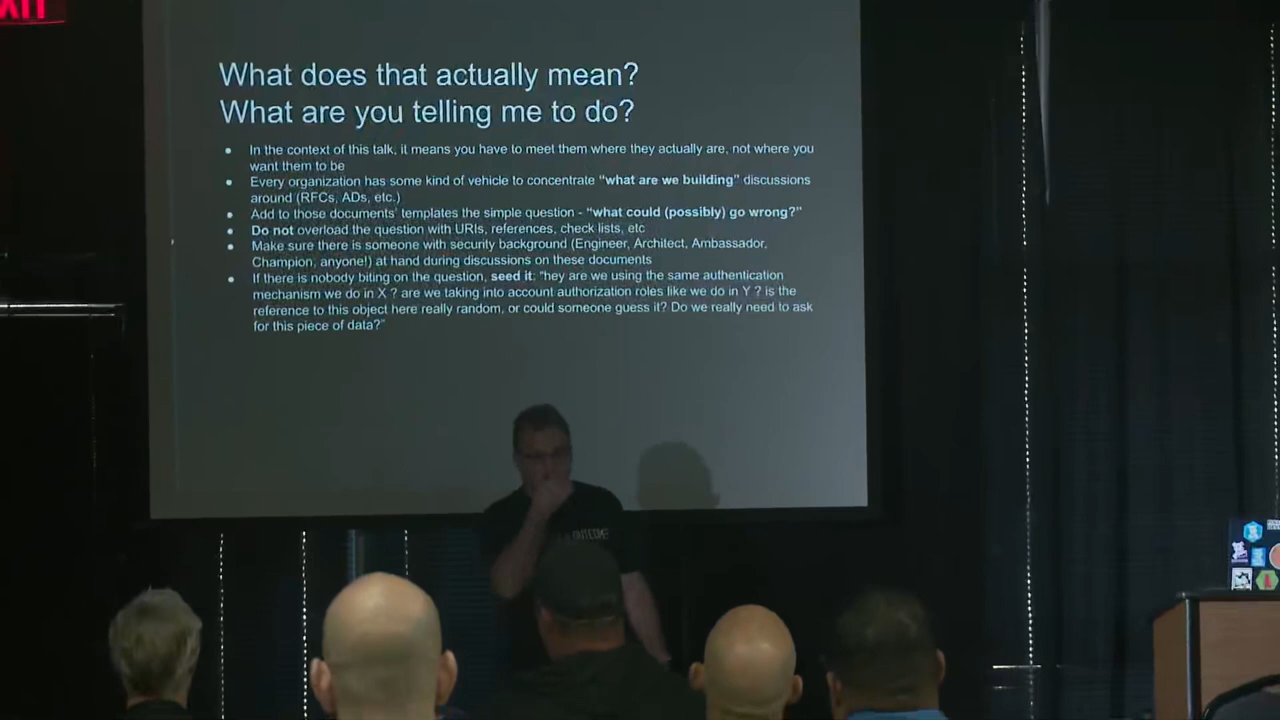 XIT
What does that actually mean?
What are you telling me to do?
In the context of this talk, it means you have to meet them where they actually are, not where you
want them to be
Every organization has some kind of vehicle to concentrate “what are we building” discussions
around (RFCs, ADs, etc.)
Add to those documents’ templates the simple question - “what could (possibly) go wrong?”
Do not overload the question with URIs, references, check lists, etc
Make sure there is someone with security background (Engineer, Architect, Ambassador,
Champion, anyone!) at hand during discussions on these documents
If there is nobody biting on the question, seed it: “hey are we using the same authentication
mechanism we do in X ? are we taking into account authorization roles like we do in Y ? is the
reference to this object here really random, or could someone guess it? Do we really need to ask
for this piece of data?”